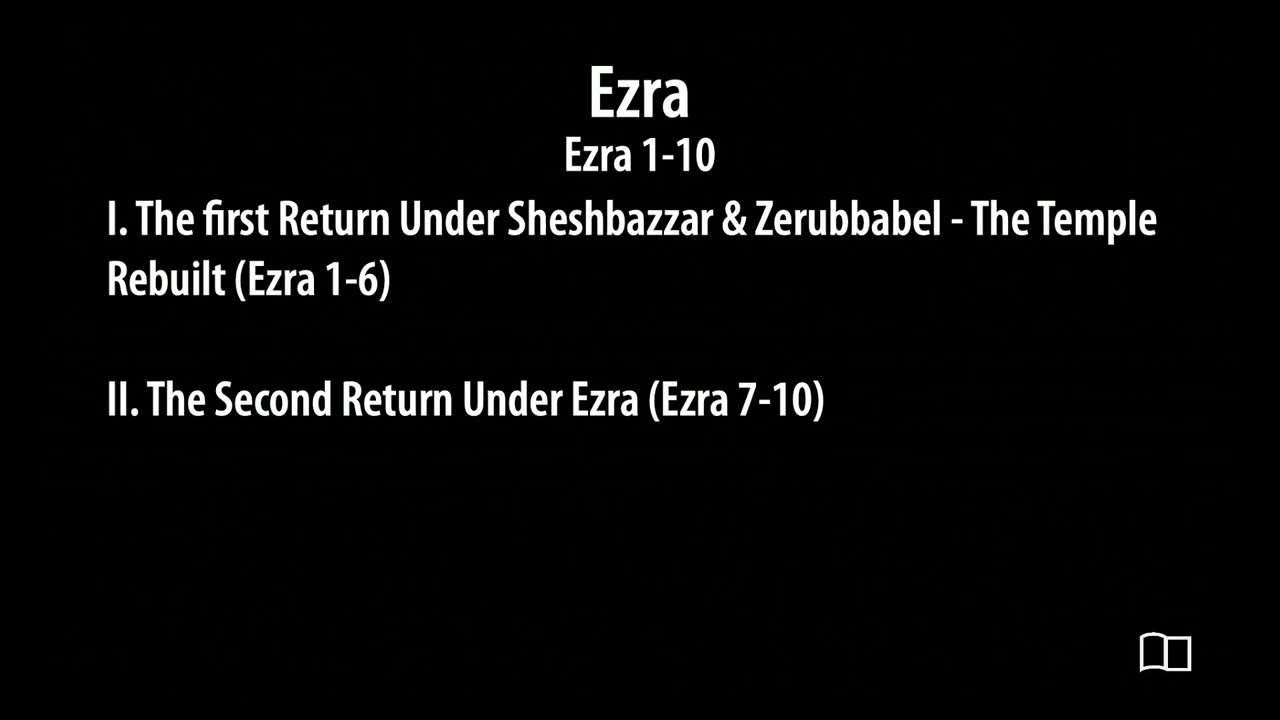 Ezra
Ezra 1-10
I. The first Return Under Sheshbazzar & Zerubbabel - The Temple
Rebuilt (Ezra 1-6)
II. The Second Return Under Ezra (Ezra 7-10)